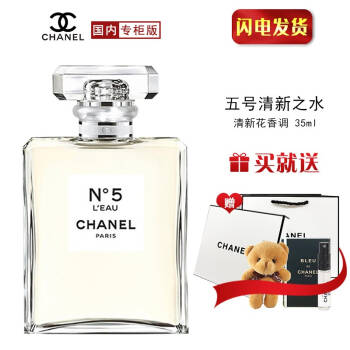 CHANEL
国内专柜版
闪电发货
五号清新之水
清新花香调 35ml
买就送
N°5
L'EAU
CHANEL
PARIS
赠
CHANEL
BLEU
DE
CHANEL